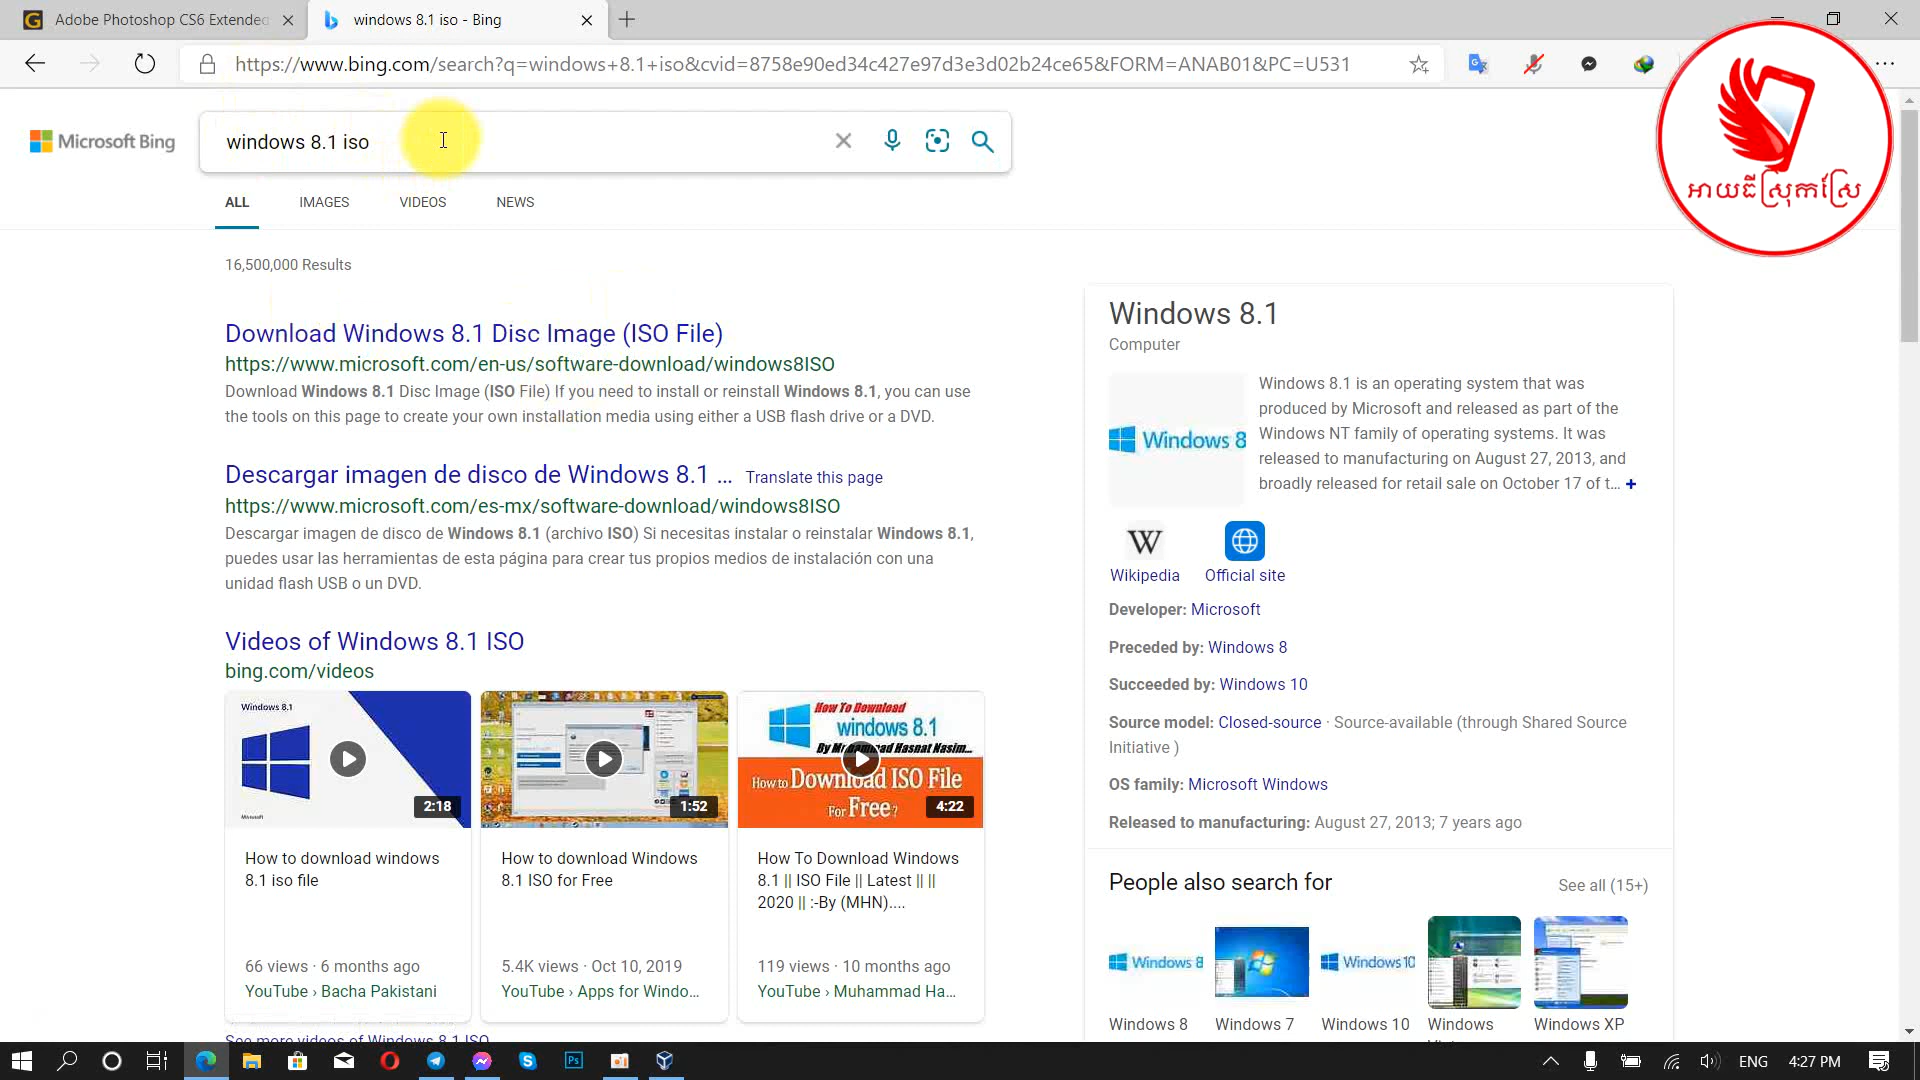 Adobe Photoshop CS6 Extended
windows 8.1 iso - Bing
https://www.bing.com/search?q=windows+8.1+iso&cvid=8758e90ed34c427e97d3e3d02b24ce65&FORM=ANAB01&PC=U531
Microsoft Bing
windows 8.1 iso
អាយធីស្រុកស្រែ
ALL IMAGES VIDEOS NEWS
16,500,000 Results
Download Windows 8.1 Disc Image (ISO File)
https://www.microsoft.com/en-us/software-download/windows8ISO
Download Windows 8.1 Disc Image (ISO File) If you need to install or reinstall Windows 8.1, you can use
the tools on this page to create your own installation media using either a USB flash drive or a DVD.
Descargar imagen de disco de Windows 8.1 ... Translate this page
https://www.microsoft.com/es-mx/software-download/windows8ISO
Descargar imagen de disco de Windows 8.1 (archivo ISO) Si necesitas instalar o reinstalar Windows 8.1,
puedes usar las herramientas de esta página para crear tus propios medios de instalación con una
unidad flash USB o un DVD.
Videos of Windows 8.1 ISO
bing.com/videos
Windows 8.1
Microsoft
2:18
How to download windows
8.1 iso file
66 views · 6 months ago
YouTube › Bacha Pakistani
1:52
How to download Windows
8.1 ISO for Free
5.4K views · Oct 10, 2019
YouTube › Apps for Windo...
How To Download
windows 8.1
By Muhammad Hasnat Nasim...
How to Download ISO File
For Free?
4:22
How To Download Windows
8.1 || ISO File || Latest || ||
2020 || :-By (MHN)....
119 views · 10 months ago
YouTube › Muhammad Ha...
See more videos of Windows 8.1 ISO
Windows 8.1
Computer
Windows 8
Windows 8.1 is an operating system that was
produced by Microsoft and released as part of the
Windows NT family of operating systems. It was
released to manufacturing on August 27, 2013, and
broadly released for retail sale on October 17 of t... +
W
Wikipedia Official site
Developer: Microsoft
Preceded by: Windows 8
Succeeded by: Windows 10
Source model: Closed-source · Source-available (through Shared Source
Initiative )
OS family: Microsoft Windows
Released to manufacturing: August 27, 2013; 7 years ago
People also search for
See all (15+)
Windows 8
Windows 10
Windows 8 Windows 7 Windows 10 Windows Windows XP
ENG 4:27 PM